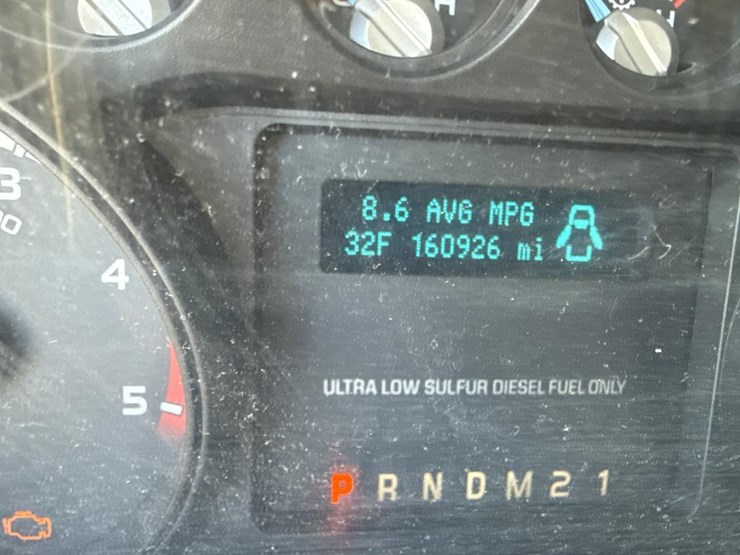 H
3
4
5
8.6 AVG MPG
32F 160926 mi
ULTRA LOW SULFUR DIESEL FUEL ONLY
P R N D M 2 1